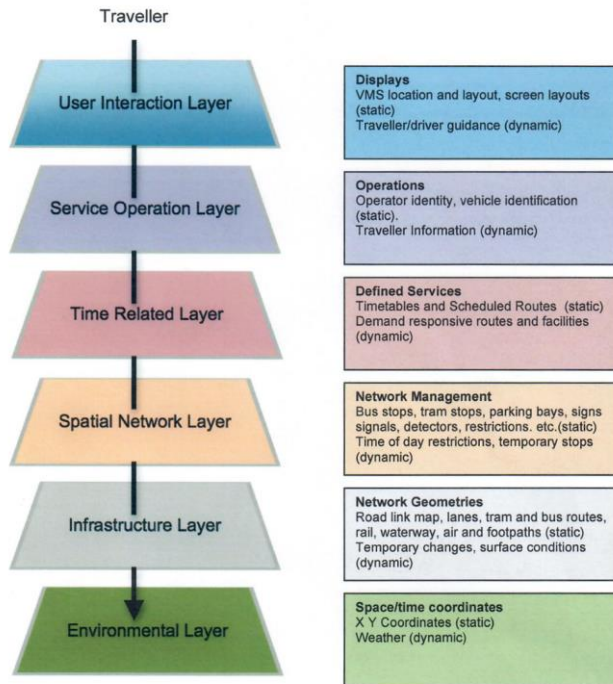 Traveller
User Interaction Layer
Displays
VMS location and layout, screen layouts
(static)
Traveller/driver guidance (dynamic)
Service Operation Layer
Operations
Operator identity, vehicle identification
(static).
Traveller Information (dynamic)
Time Related Layer
Defined Services
Timetables and Scheduled Routes (static)
Demand responsive routes and facilities
(dynamic)
Spatial Network Layer
Network Management
Bus stops, tram stops, parking bays, signs
signals, detectors, restrictions. etc.(static)
Time of day restrictions, temporary stops
(dynamic)
Infrastructure Layer
Network Geometries
Road link map, lanes, tram and bus routes,
rail, waterway, air and footpaths (static)
Temporary changes, surface conditions
(dynamic)
Environmental Layer
Space/time coordinates
X Y Coordinates (static)
Weather (dynamic)